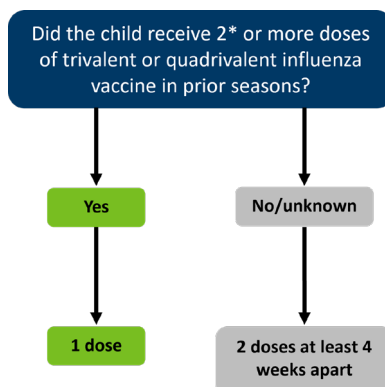 Did the child receive 2* or more doses
of trivalent or quadrivalent influenza
vaccine in prior seasons?
Yes
No/unknown
1 dose
2 doses at least 4
weeks apart